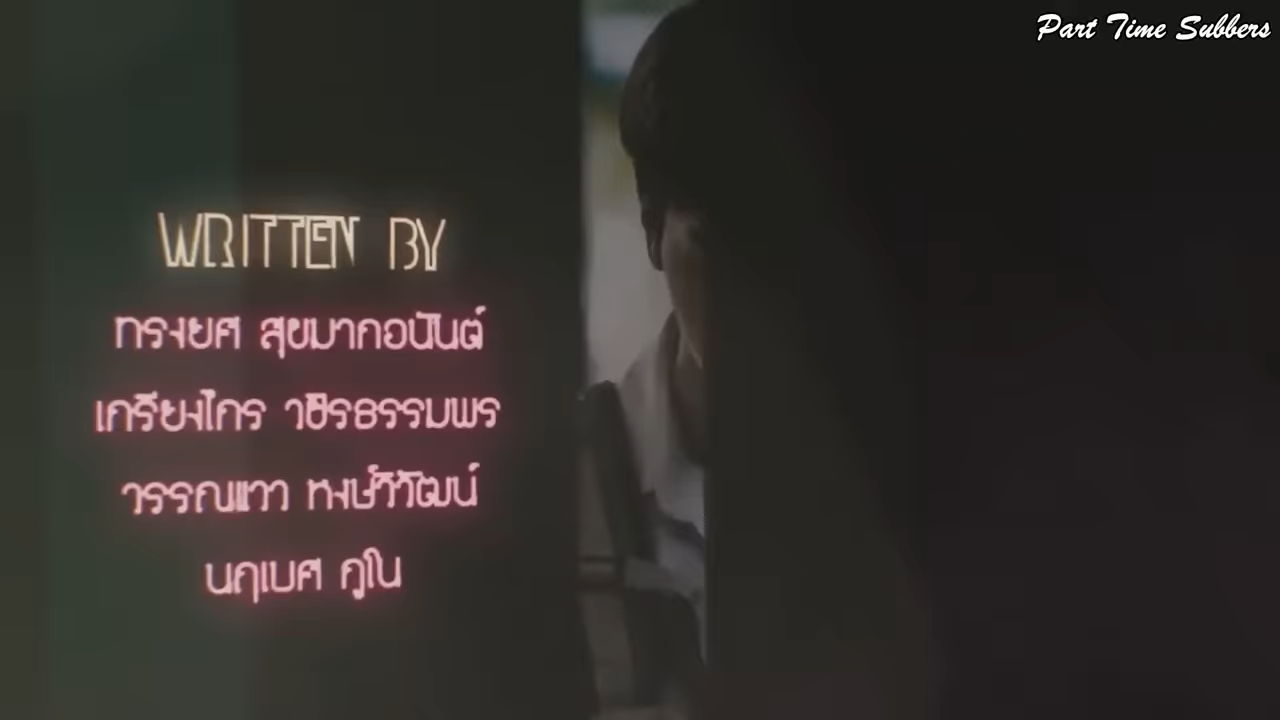 Part Time Subbers
WRITTEN BY
ทรงยศ สุขมากอนันต์
เกรียงไกร วชิรธรรมพร
วรรณแวว หงษ์วิวัฒน์
นฤเบศ กูโน